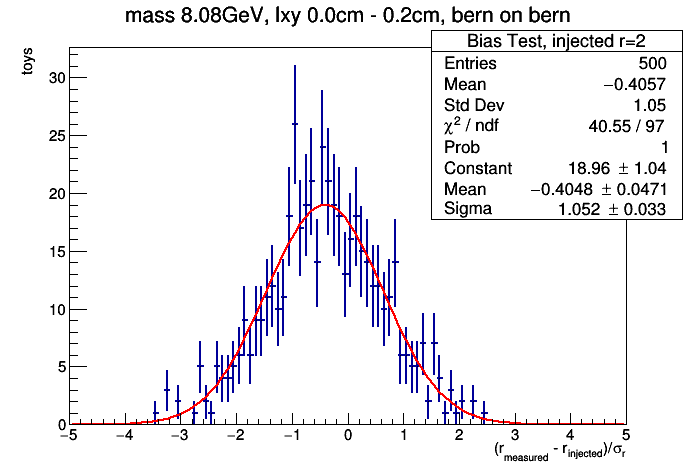 mass 8.08GeV, lxy 0.0cm - 0.2cm, bern on bern
Bias Test, injected r=2
Entries 500
Mean −0.4057
Std Dev 1.05
χ² / ndf 40.55 / 97
Prob 1
Constant 18.96 ± 1.04
Mean −0.4048 ± 0.0471
Sigma 1.052 ± 0.033
toys
30
25
20
15
10
5
0
−5 −4 −3 −2 −1 0 1 2 3 4 5
(r_measured - r_injected)/σ_r